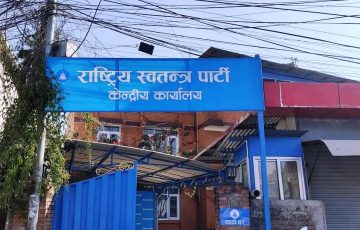 राष्ट्रिय स्वतन्त्र पार्टी
केन्द्रीय कार्यालय